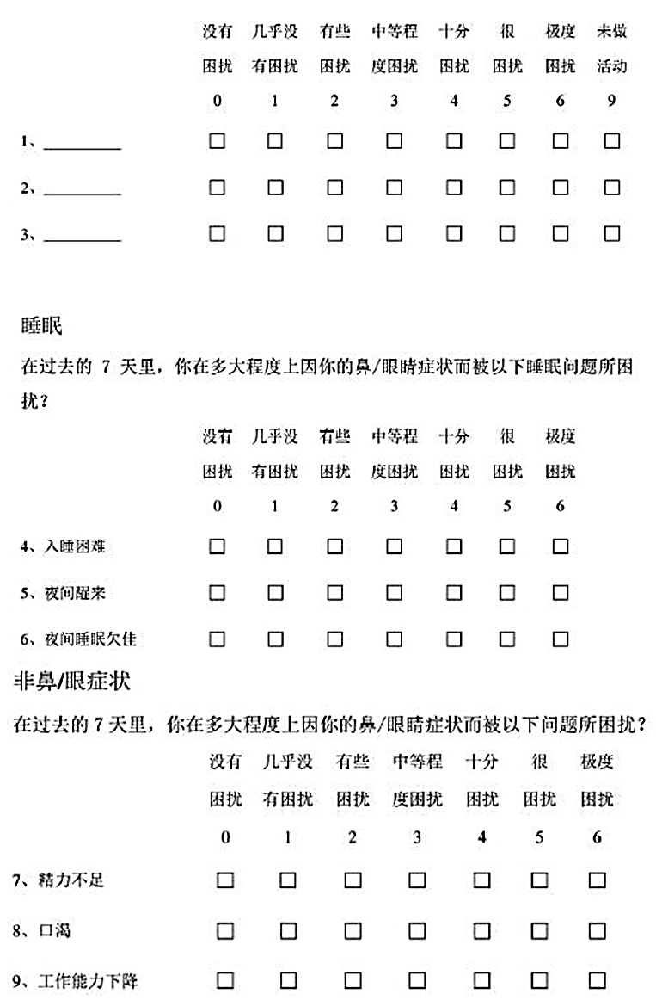 没有 几乎没 有些 中等程 十分 很 极度 未做
困扰 有困扰 困扰 度困扰 困扰 困扰 困扰 活动
0 1 2 3 4 5 6 9
1、_________ □ □ □ □ □ □ □ □
2、_________ □ □ □ □ □ □ □ □
3、_________ □ □ □ □ □ □ □ □
睡眠
在过去的 7 天里，你在多大程度上因你的鼻/眼睛症状而被以下睡眠问题所困
扰？
没有 几乎没 有些 中等程 十分 很 极度
困扰 有困扰 困扰 度困扰 困扰 困扰 困扰
0 1 2 3 4 5 6
4、入睡困难 □ □ □ □ □ □ □
5、夜间醒来 □ □ □ □ □ □ □
6、夜间睡眠欠佳 □ □ □ □ □ □ □
非鼻/眼症状
在过去的 7 天里，你在多大程度上因你的鼻/眼睛症状而被以下问题所困扰？
没有 几乎没 有些 中等程 十分 很 极度
困扰 有困扰 困扰 度困扰 困扰 困扰 困扰
0 1 2 3 4 5 6
7、精力不足 □ □ □ □ □ □ □
8、口渴 □ □ □ □ □ □ □
9、工作能力下降 □ □ □ □ □ □ □